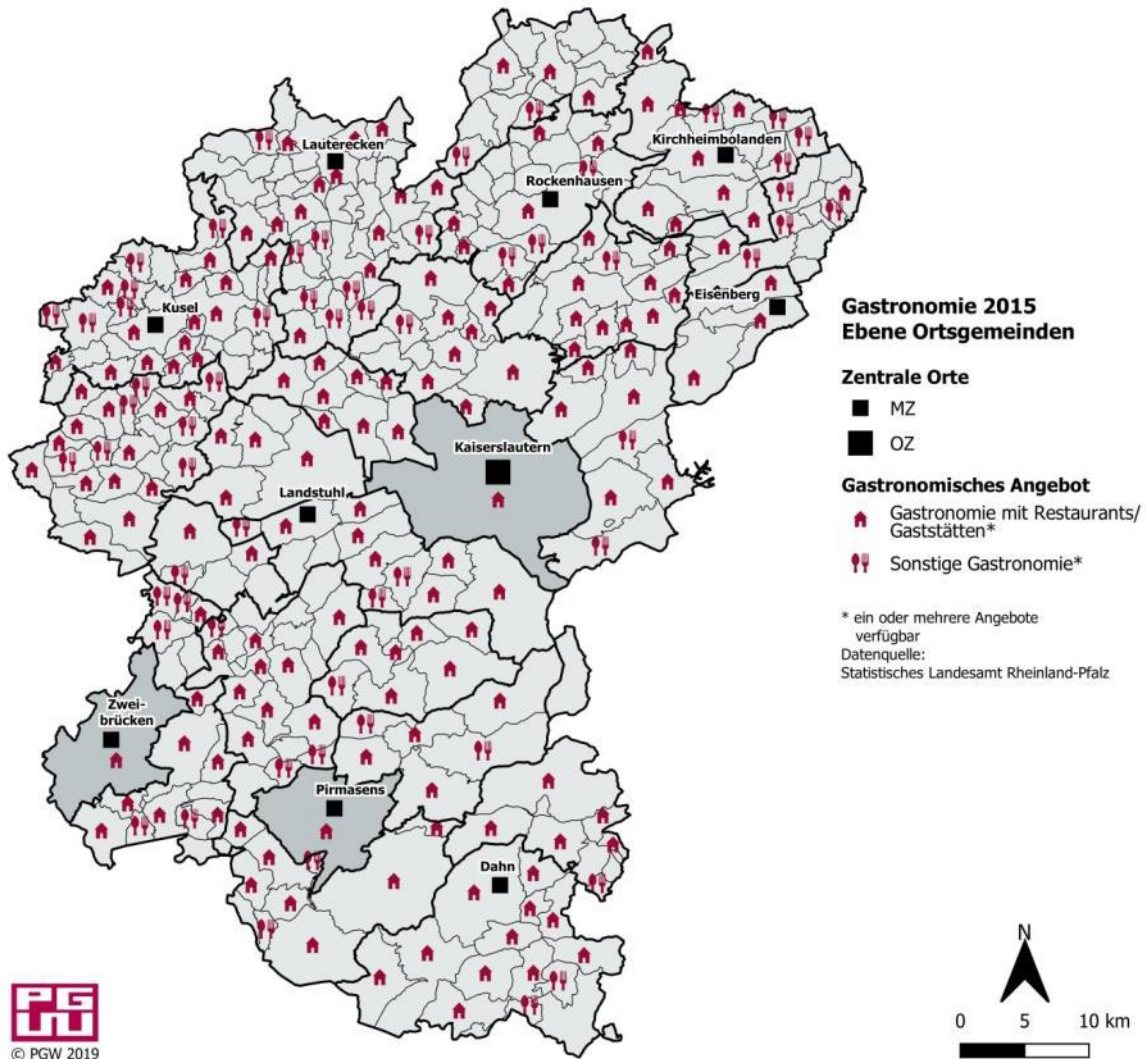 Lauterecken
Kirchheimbolanden
Rockenhausen
Kusel
Eisenberg
Kaiserslautern
Landstuhl
Zwei-
brücken
Pirmasens
Dahn
Gastronomie 2015
Ebene Ortsgemeinden
Zentrale Orte
MZ
OZ
Gastronomisches Angebot
Gastronomie mit Restaurants/
Gaststätten*
Sonstige Gastronomie*
* ein oder mehrere Angebote
verfügbar
Datenquelle:
Statistisches Landesamt Rheinland-Pfalz
N
0 5 10 km
PGW
© PGW 2019